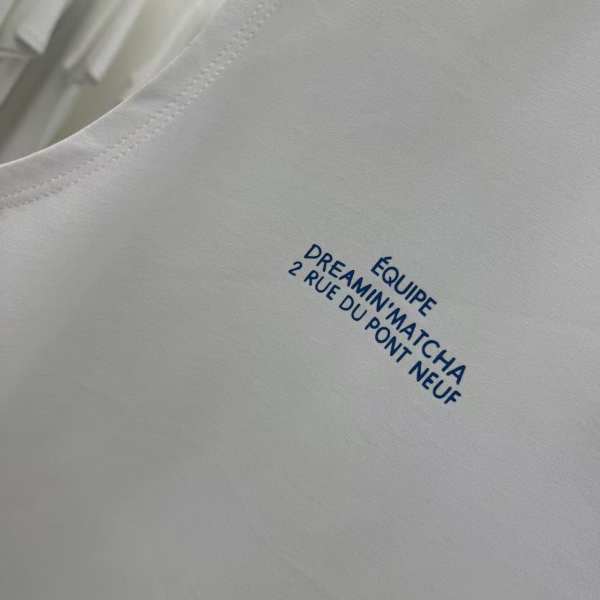 ÉQUIPE
DREAMIN'MATCHA
2 RUE DU PONT NEUF